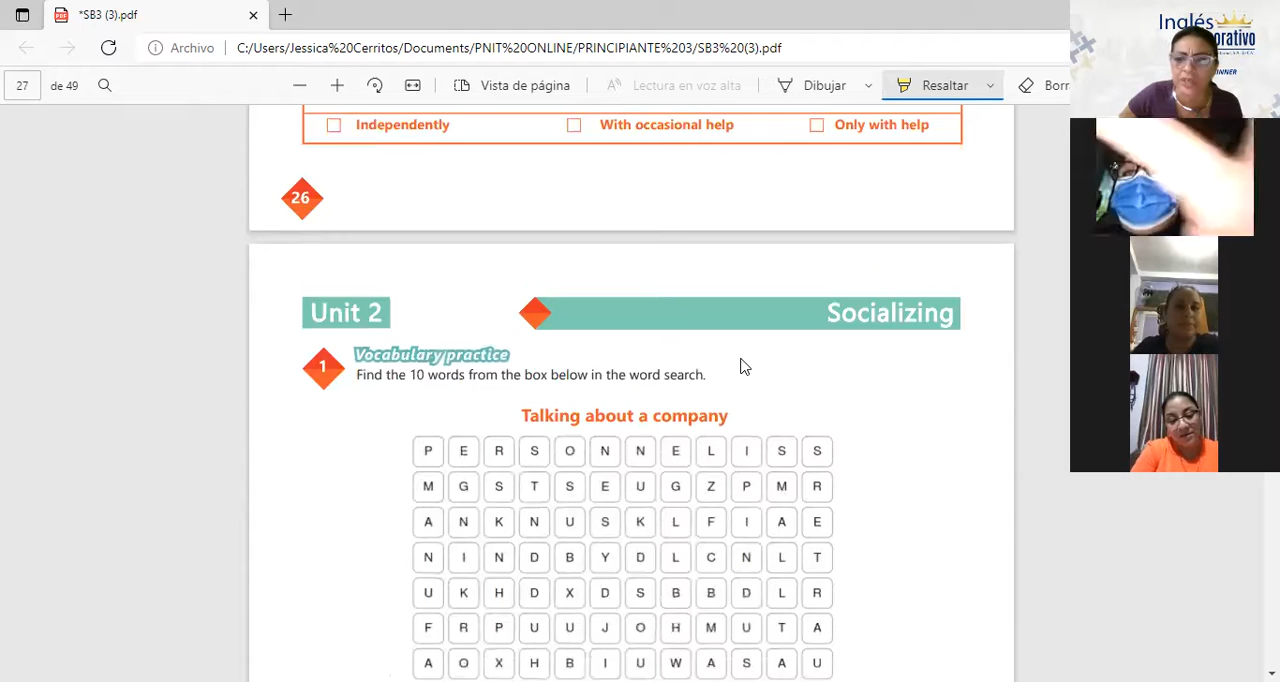 *SB3 (3).pdf
Archivo C:/Users/Jessica%20Cerritos/Documents/PNIT%20ONLINE/PRINCIPIANTE%203/SB3%20(3).pdf
27 de 49 Vista de página Lectura en voz alta Dibujar Resaltar Borr
Inglés
orativo
INNER
Independently With occasional help Only with help
26
Unit 2 Socializing
1 Vocabulary practice
Find the 10 words from the box below in the word search.
Talking about a company
P E R S O N N E L I S S
M G S T S E U G Z P M R
A N K N U S K L F I A E
N I N D B Y D L C N L T
U K H D X D S B B D L R
F R P U U J O H M U T A
A O X H B I U W A S A U